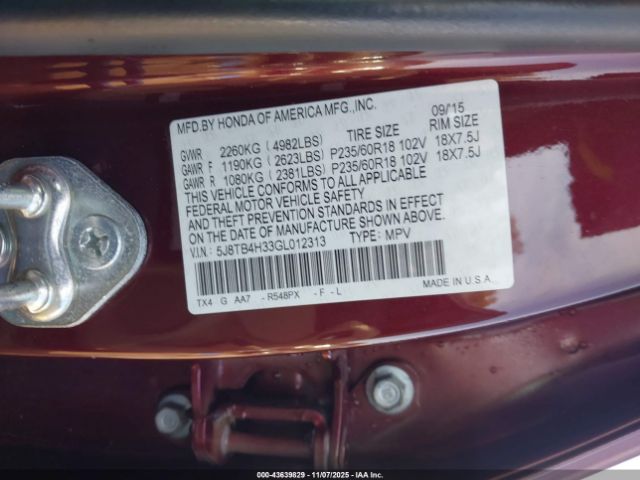 MFD.BY HONDA OF AMERICA MFG.,INC. 09/15
TIRE SIZE RIM SIZE
GVWR 2260KG (4982LBS)
GAWR F 1190KG (2623LBS) P235/60R18 102V 18X7.5J
GAWR R 1080KG (2381LBS) P235/60R18 102V 18X7.5J
THIS VEHICLE CONFORMS TO ALL APPLICABLE
FEDERAL MOTOR VEHICLE SAFETY
AND THEFT PREVENTION STANDARDS IN EFFECT
ON THE DATE OF MANUFACTURE SHOWN ABOVE.
V.I.N.: 5J8TB4H33GL012313 TYPE: MPV
TX4 G AA7 - R548PX - F - L MADE IN U.S.A.
000-43639829 - 11/07/2025 - IAA Inc.